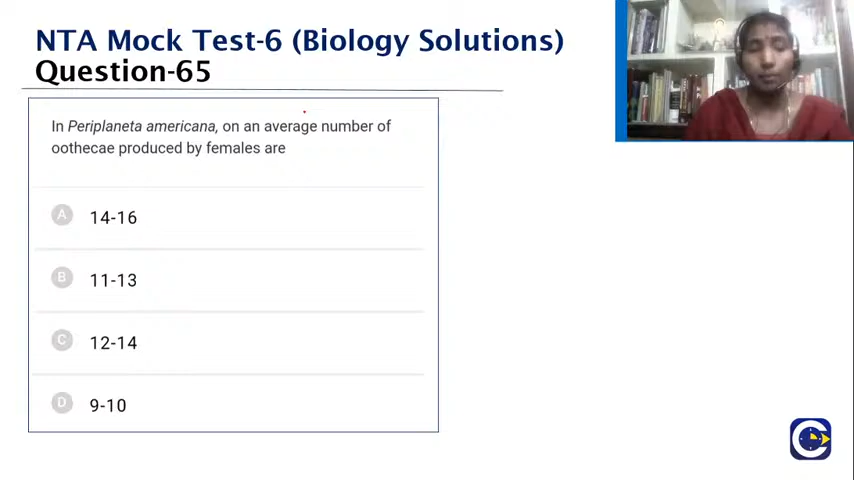 NTA Mock Test-6 (Biology Solutions)
Question-65
In Periplaneta americana, on an average number of
oothecae produced by females are
A 14-16
B 11-13
C 12-14
D 9-10